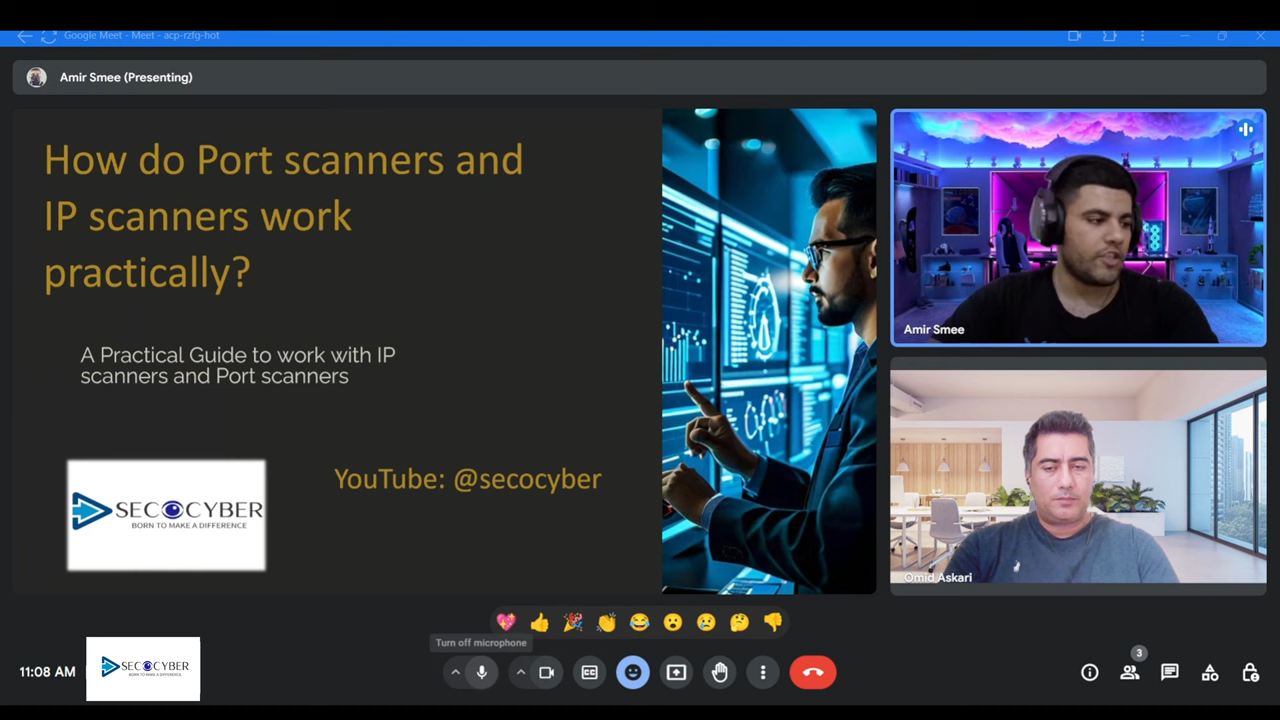 Google Meet - Meet - acp-rzfg-hot
Amir Smee (Presenting)
How do Port scanners and
IP scanners work
practically?
A Practical Guide to work with IP
scanners and Port scanners
YouTube: @secocyber
SECOCYBER
BORN TO MAKE A DIFFERENCE
Amir Smee
Omid Askari
Turn off microphone
11:08 AM
SECOCYBER
BORN TO MAKE A DIFFERENCE
3